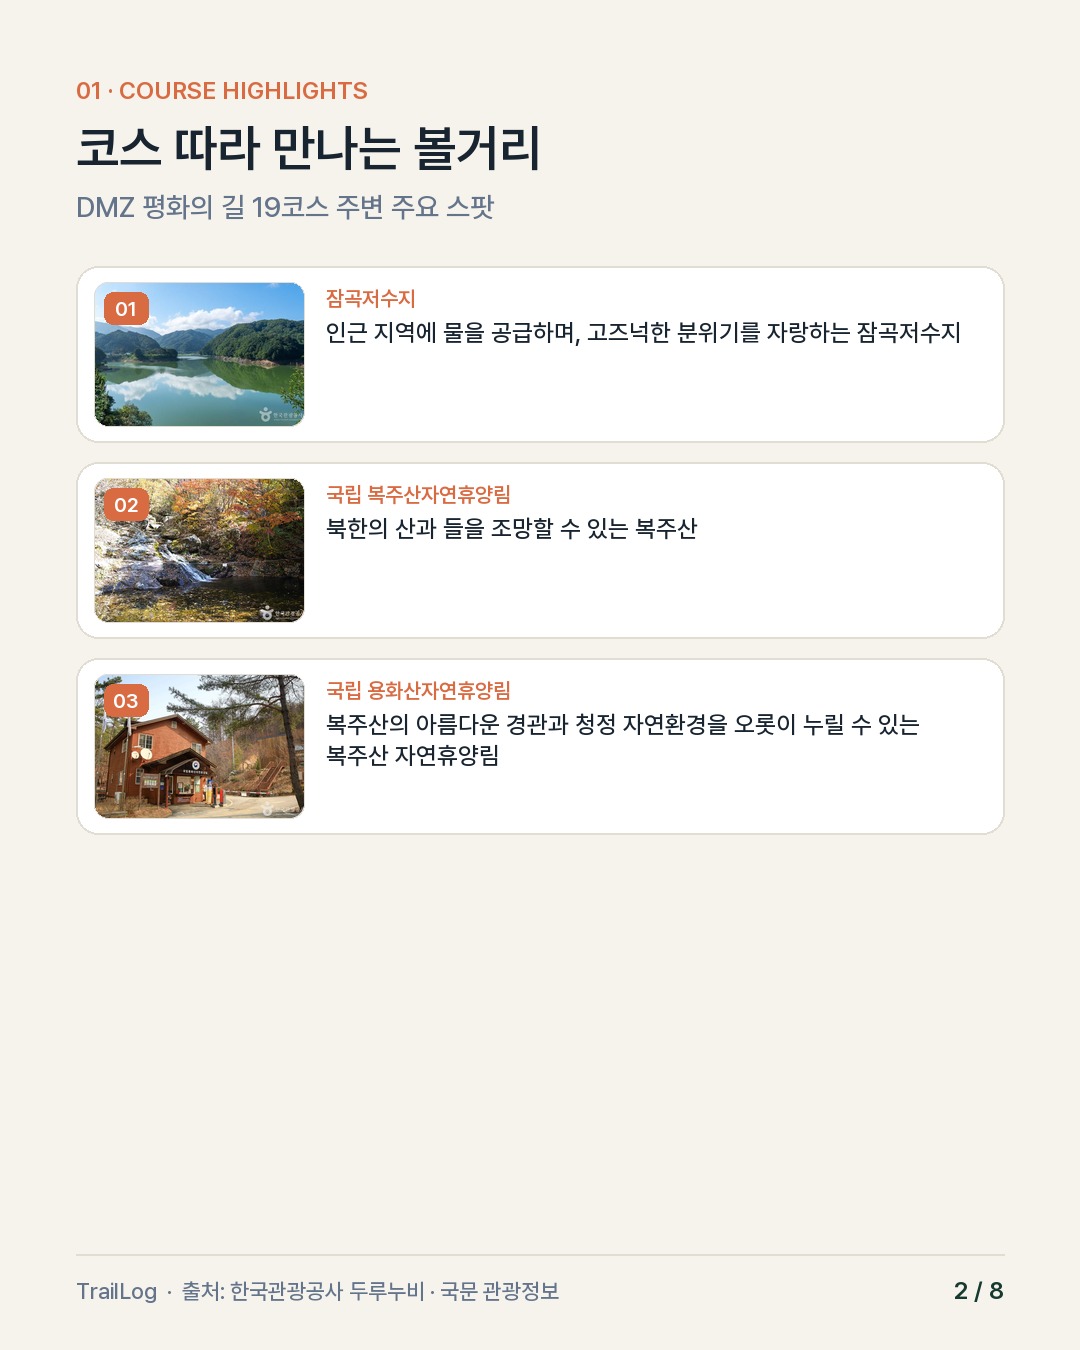 01 · COURSE HIGHLIGHTS
코스 따라 만나는 볼거리
DMZ 평화의 길 19코스 주변 주요 스팟
01
잠곡저수지
인근 지역에 물을 공급하며, 고즈넉한 분위기를 자랑하는 잠곡저수지
한국관광공사
02
국립 복주산자연휴양림
북한의 산과 들을 조망할 수 있는 복주산
03
국립 용화산자연휴양림
복주산의 아름다운 경관과 청정 자연환경을 오롯이 누릴 수 있는
복주산 자연휴양림
TrailLog · 출처: 한국관광공사 두루누비 · 국문 관광정보
2 / 8